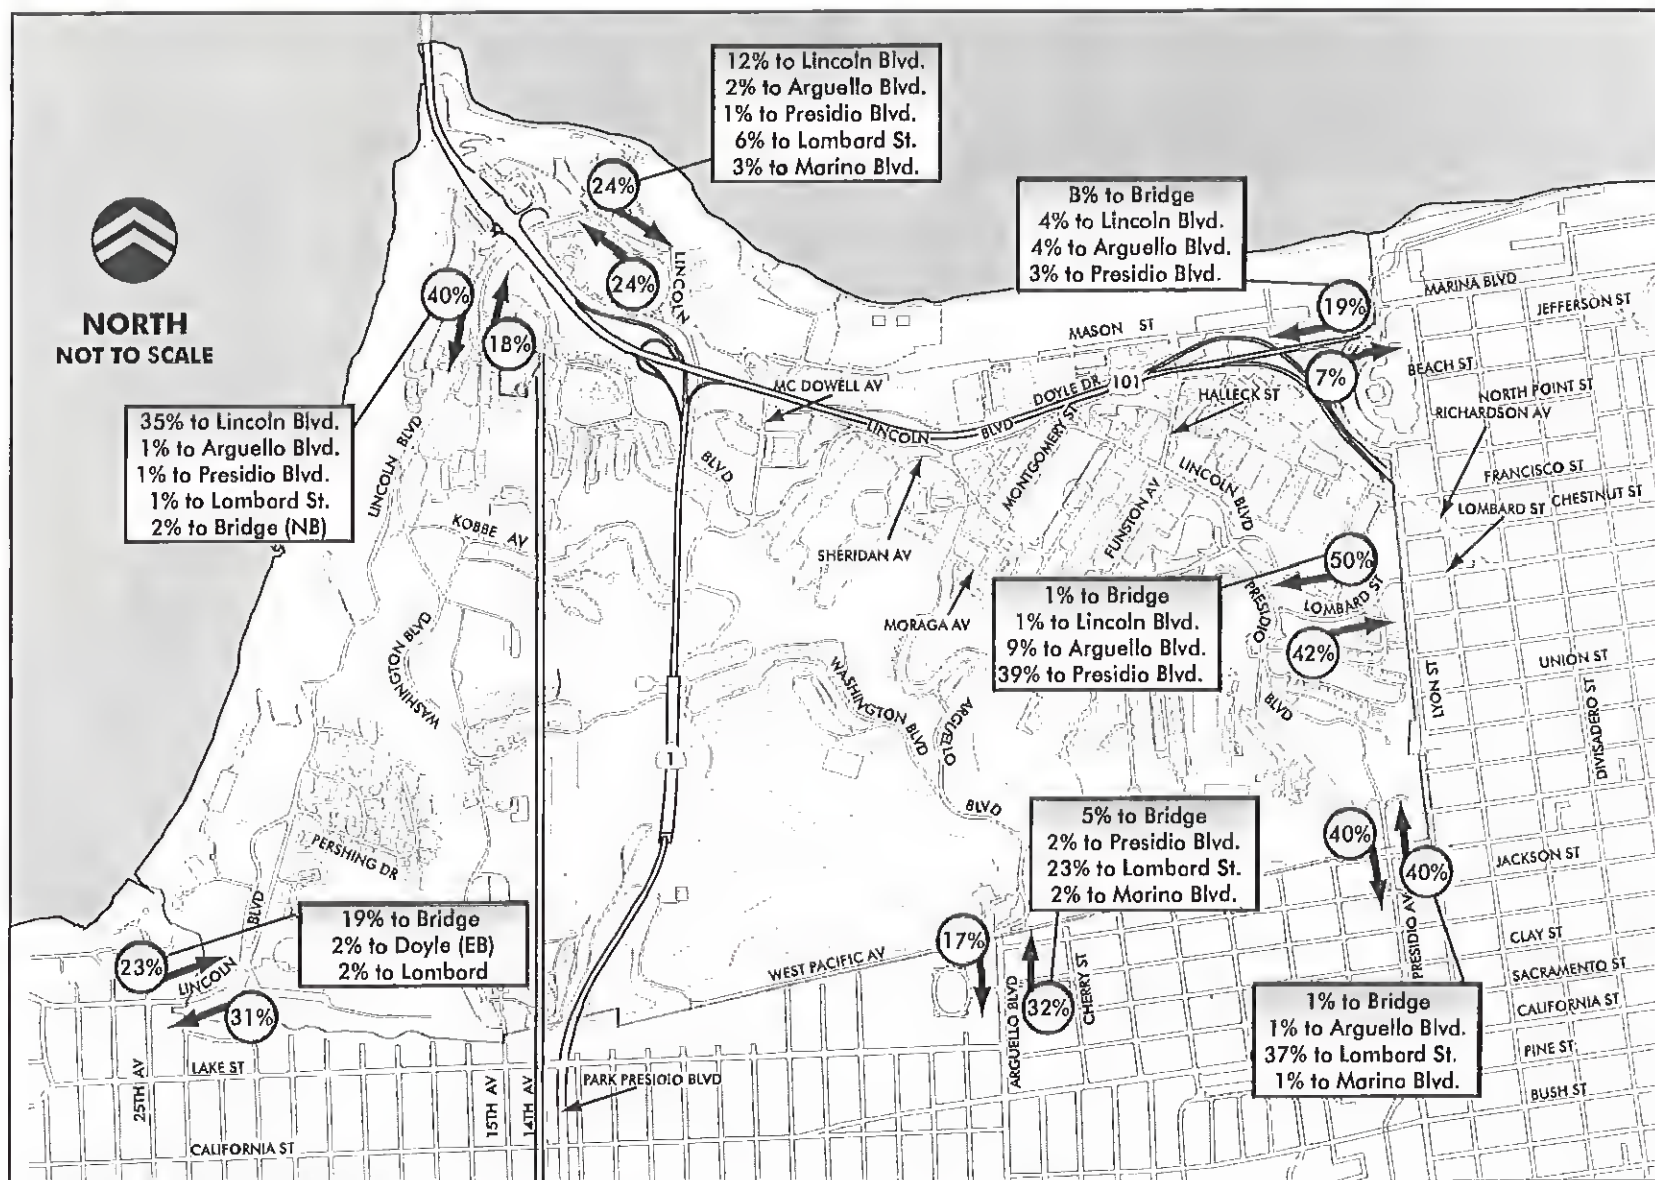 12% to Lincoln Blvd.
2% to Arguello Blvd.
1% to Presidio Blvd.
6% to Lombard St.
3% to Marina Blvd.
24%
24%
LINCOLN
8% to Bridge
4% to Lincoln Blvd.
4% to Arguello Blvd.
3% to Presidio Blvd.
19%
7%
MARINA BLVD
JEFFERSON ST
BEACH ST
NORTH POINT ST
RICHARDSON AV
FRANCISCO ST
CHESTNUT ST
LOMBARD ST
NORTH
NOT TO SCALE
40%
18%
35% to Lincoln Blvd.
1% to Arguello Blvd.
1% to Presidio Blvd.
1% to Lombard St.
2% to Bridge (NB)
LINCOLN BLVD
KOBBE AV
MASON ST
MC DOWELL AV
DOYLE DR
101
HALLECK ST
LINCOLN BLVD
BLVD
MONTGOMERY ST
LINCOLN BLVD
FUNSTON AV
SHERIDAN AV
MORAGA AV
50%
1% to Bridge
1% to Lincoln Blvd.
9% to Arguello Blvd.
39% to Presidio Blvd.
PRESIDIO
LOMBARD ST
42%
BLVD
LYON ST
UNION ST
DIVISADERO ST
WASHINGTON BLVD
WASHINGTON BLVD
ARGUELLO
BLVD
1
PERSHING DR
BLVD
19% to Bridge
2% to Doyle (EB)
2% to Lombard
23%
LINCOLN
31%
5% to Bridge
2% to Presidio Blvd.
23% to Lombard St.
2% to Marina Blvd.
17%
32%
WEST PACIFIC AV
ARGUELLO BLVD
CHERRY ST
40%
40%
PRESIDIO AV
JACKSON ST
CLAY ST
SACRAMENTO ST
CALIFORNIA ST
PINE ST
BUSH ST
1% to Bridge
1% to Arguello Blvd.
37% to Lombard St.
1% to Marina Blvd.
LAKE ST
25TH AV
15TH AV
14TH AV
PARK PRESIDIO BLVD
CALIFORNIA ST